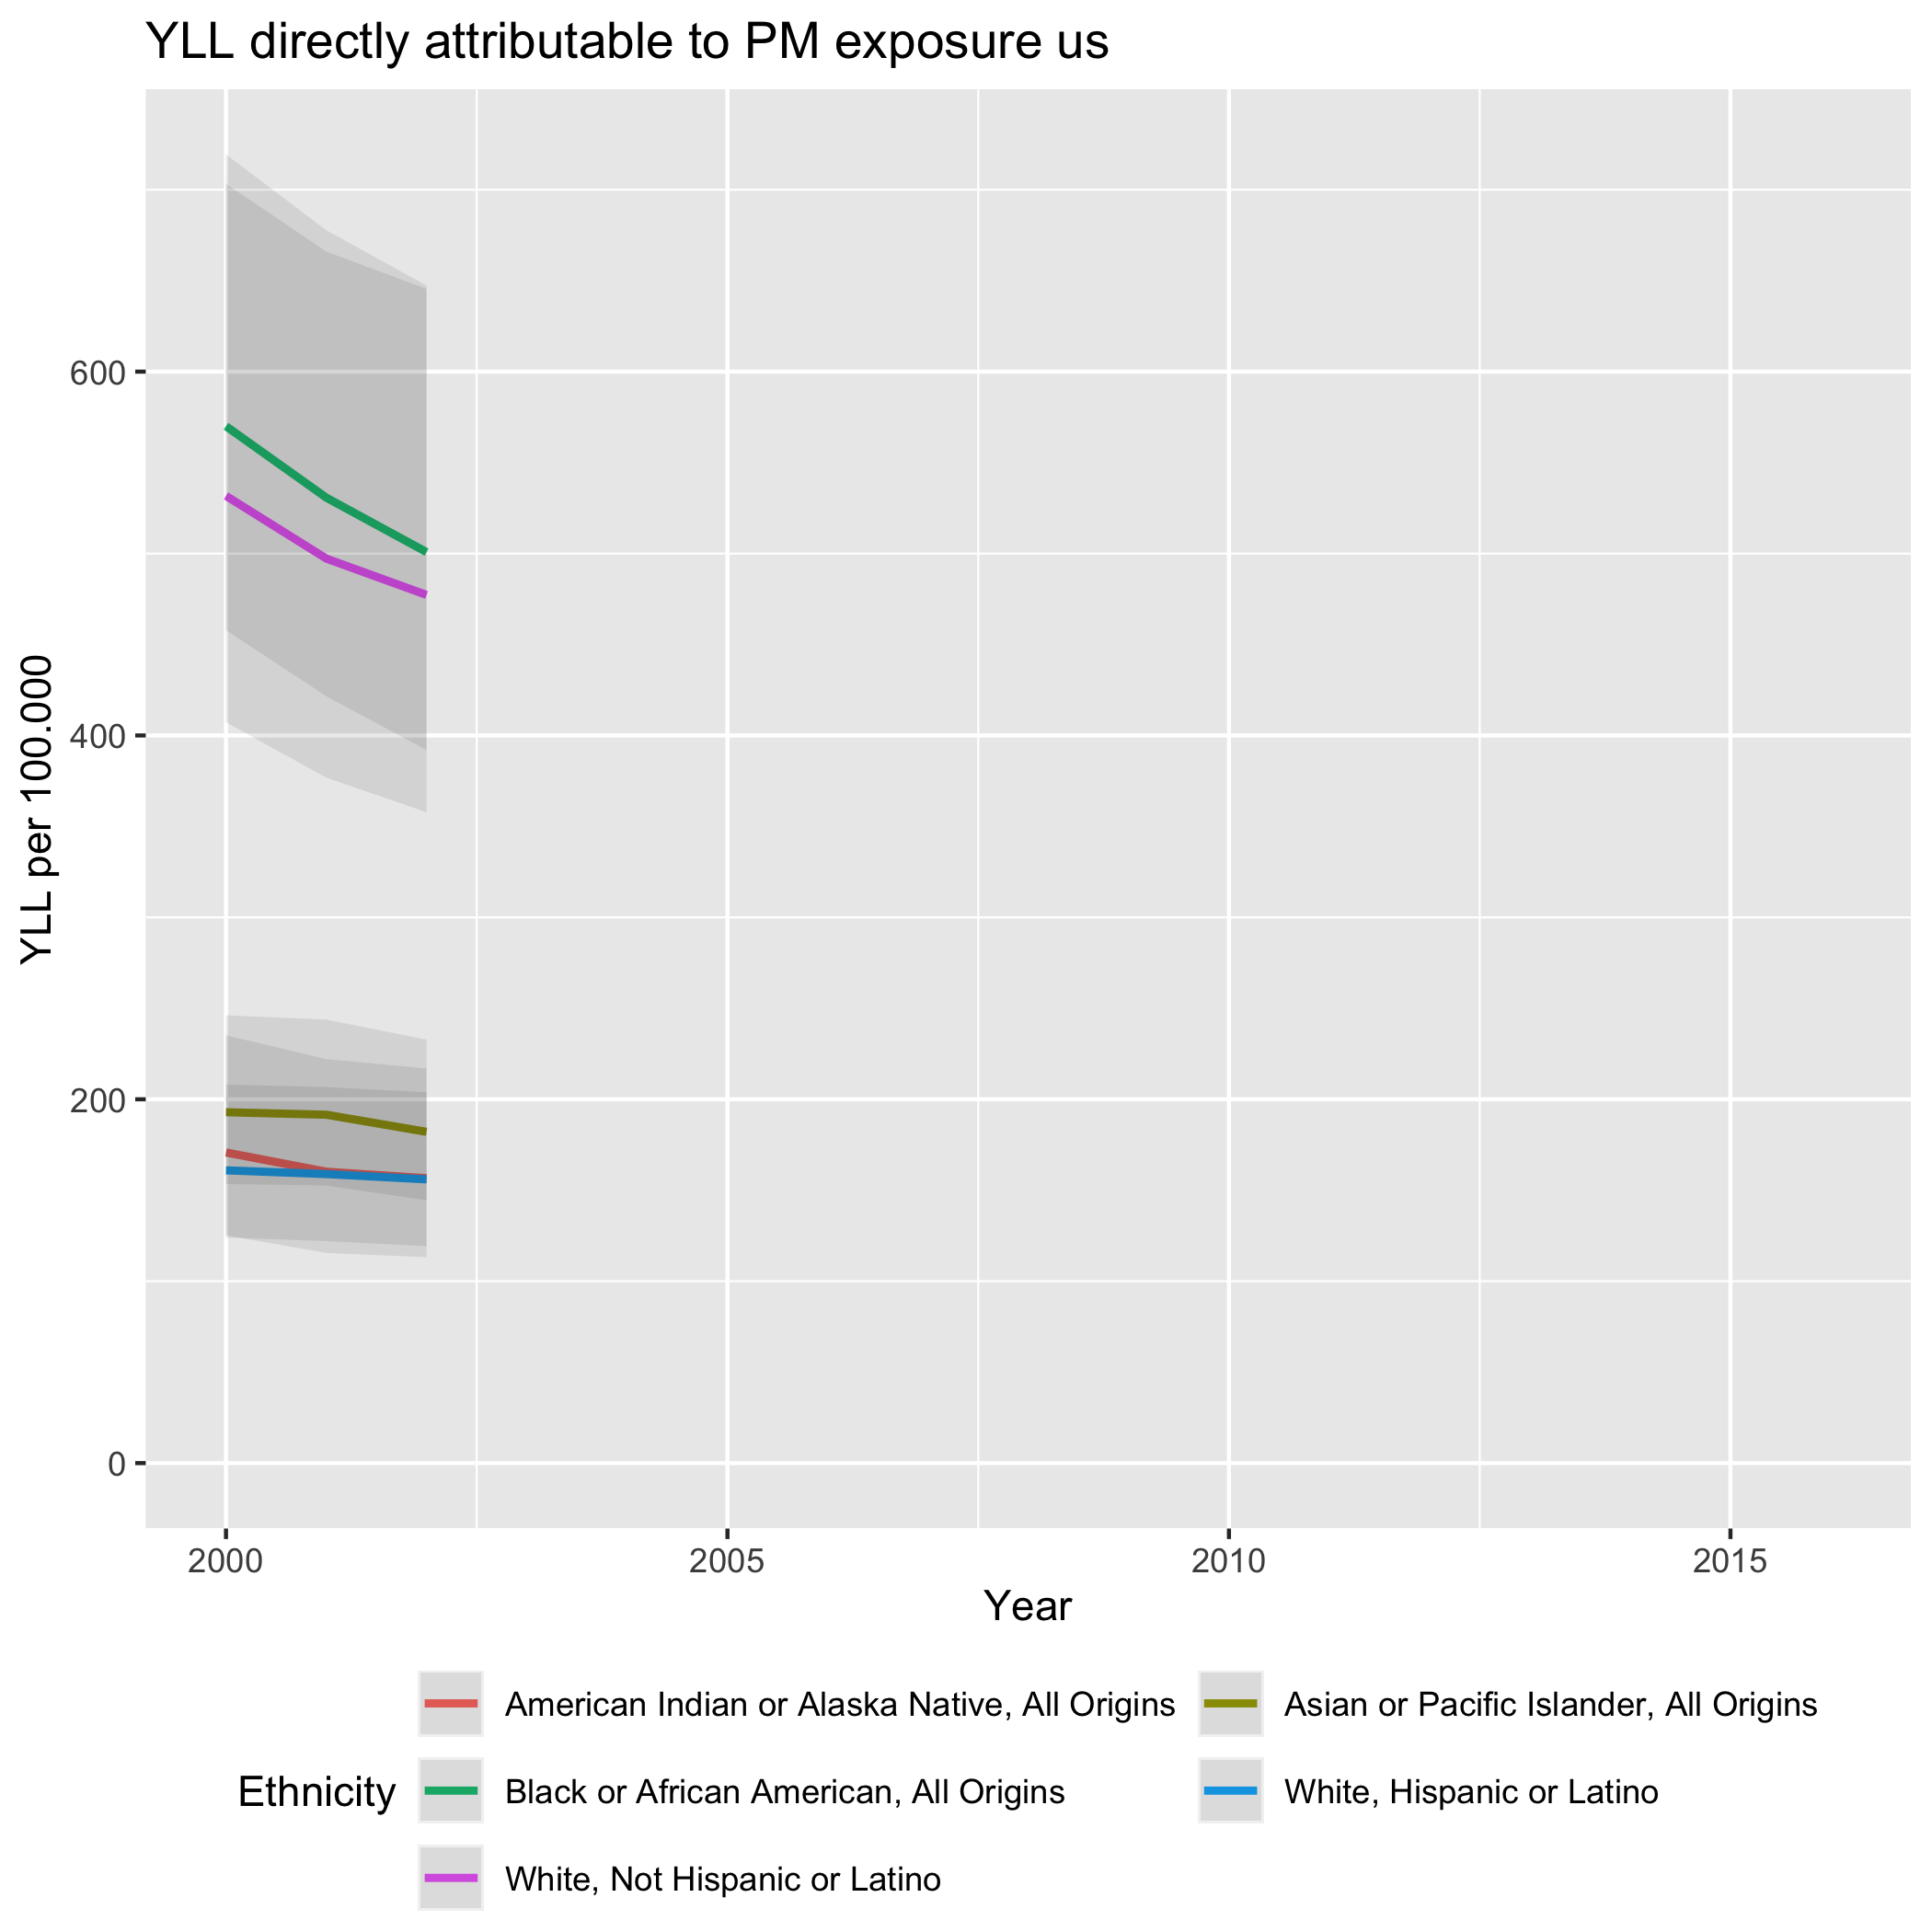 YLL directly attributable to PM exposure us
YLL per 100.000
600
400
200
0
2000 2005 2010 2015
Year
Ethnicity
American Indian or Alaska Native, All Origins
Asian or Pacific Islander, All Origins
Black or African American, All Origins
White, Hispanic or Latino
White, Not Hispanic or Latino